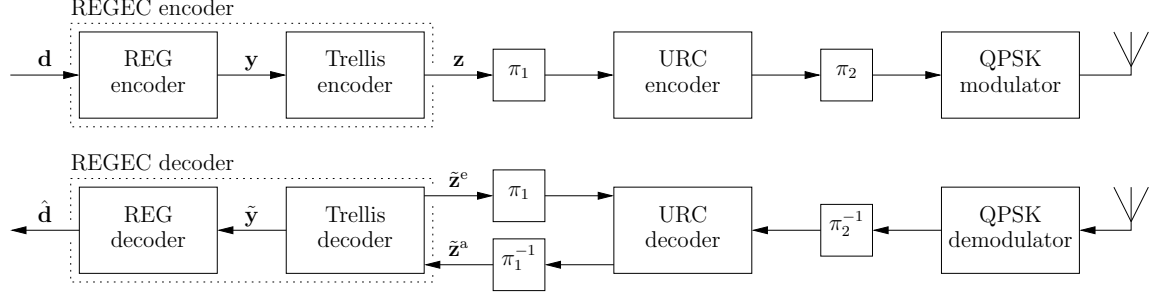 REGEC encoder
d
REG
encoder
y
Trellis
encoder
z
π₁
URC
encoder
π₂
QPSK
modulator
REGEC decoder
d̂
REG
decoder
ỹ
Trellis
decoder
z̃ᵉ
π₁
z̃ᵃ
π₁⁻¹
URC
decoder
π₂⁻¹
QPSK
demodulator